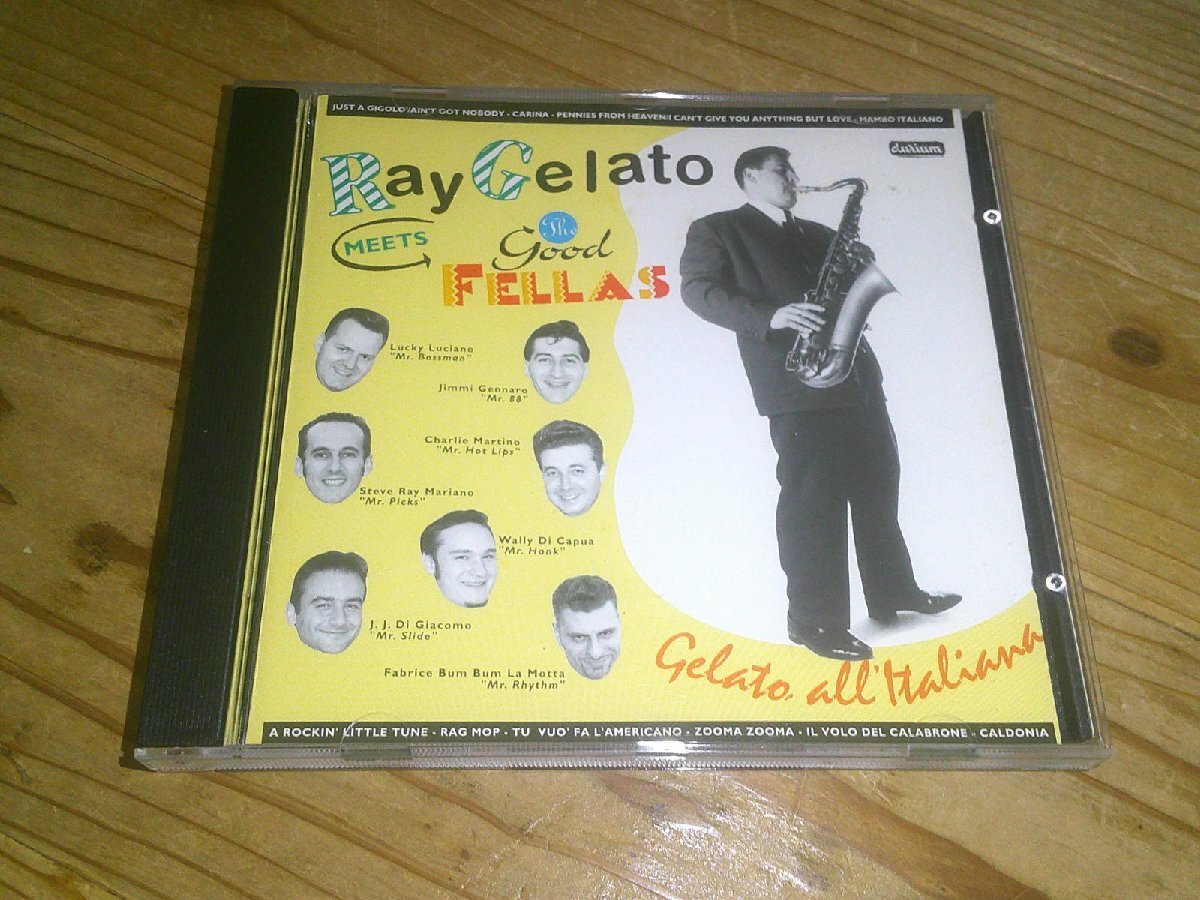 JUST A GIGOLO/AIN'T GOT NOBODY - CARINA - PENNIES FROM HEAVEN/I CAN'T GIVE YOU ANYTHING BUT LOVE - MAMBO ITALIANO
durium
Ray Gelato
MEETS
The
Good
FELLAS
Lucky Luciano
"Mr. Bassman"
Jimmi Gennaro
"Mr. 88"
Charlie Martino
"Mr. Hot Lips"
Steve Ray Mariano
"Mr. Picks"
Wally Di Capua
"Mr. Honk"
J. J. Di Giacomo
"Mr. Slide"
Fabrice Bum Bum La Motta
"Mr. Rhythm"
Gelato all'Italiana
A ROCKIN' LITTLE TUNE - RAG MOP - TU VUO' FA L'AMERICANO - ZOOMA ZOOMA - IL VOLO DEL CALABRONE - CALDONIA